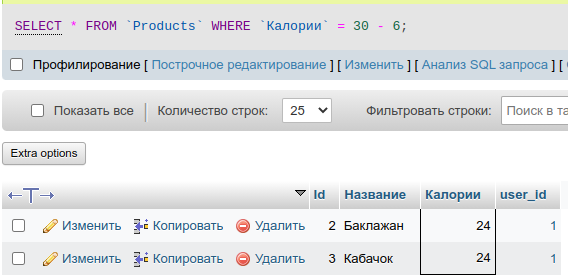 SELECT * FROM `Products` WHERE `Калории` = 30 - 6;
Профилирование [ Построчное редактирование ] [ Изменить ] [ Анализ SQL запроса ] [
Показать все Количество строк: 25 Фильтровать строки: Поиск в та
Extra options
←T→ Id Название Калории user_id
Изменить Копировать Удалить 2 Баклажан 24 1
Изменить Копировать Удалить 3 Кабачок 24 1